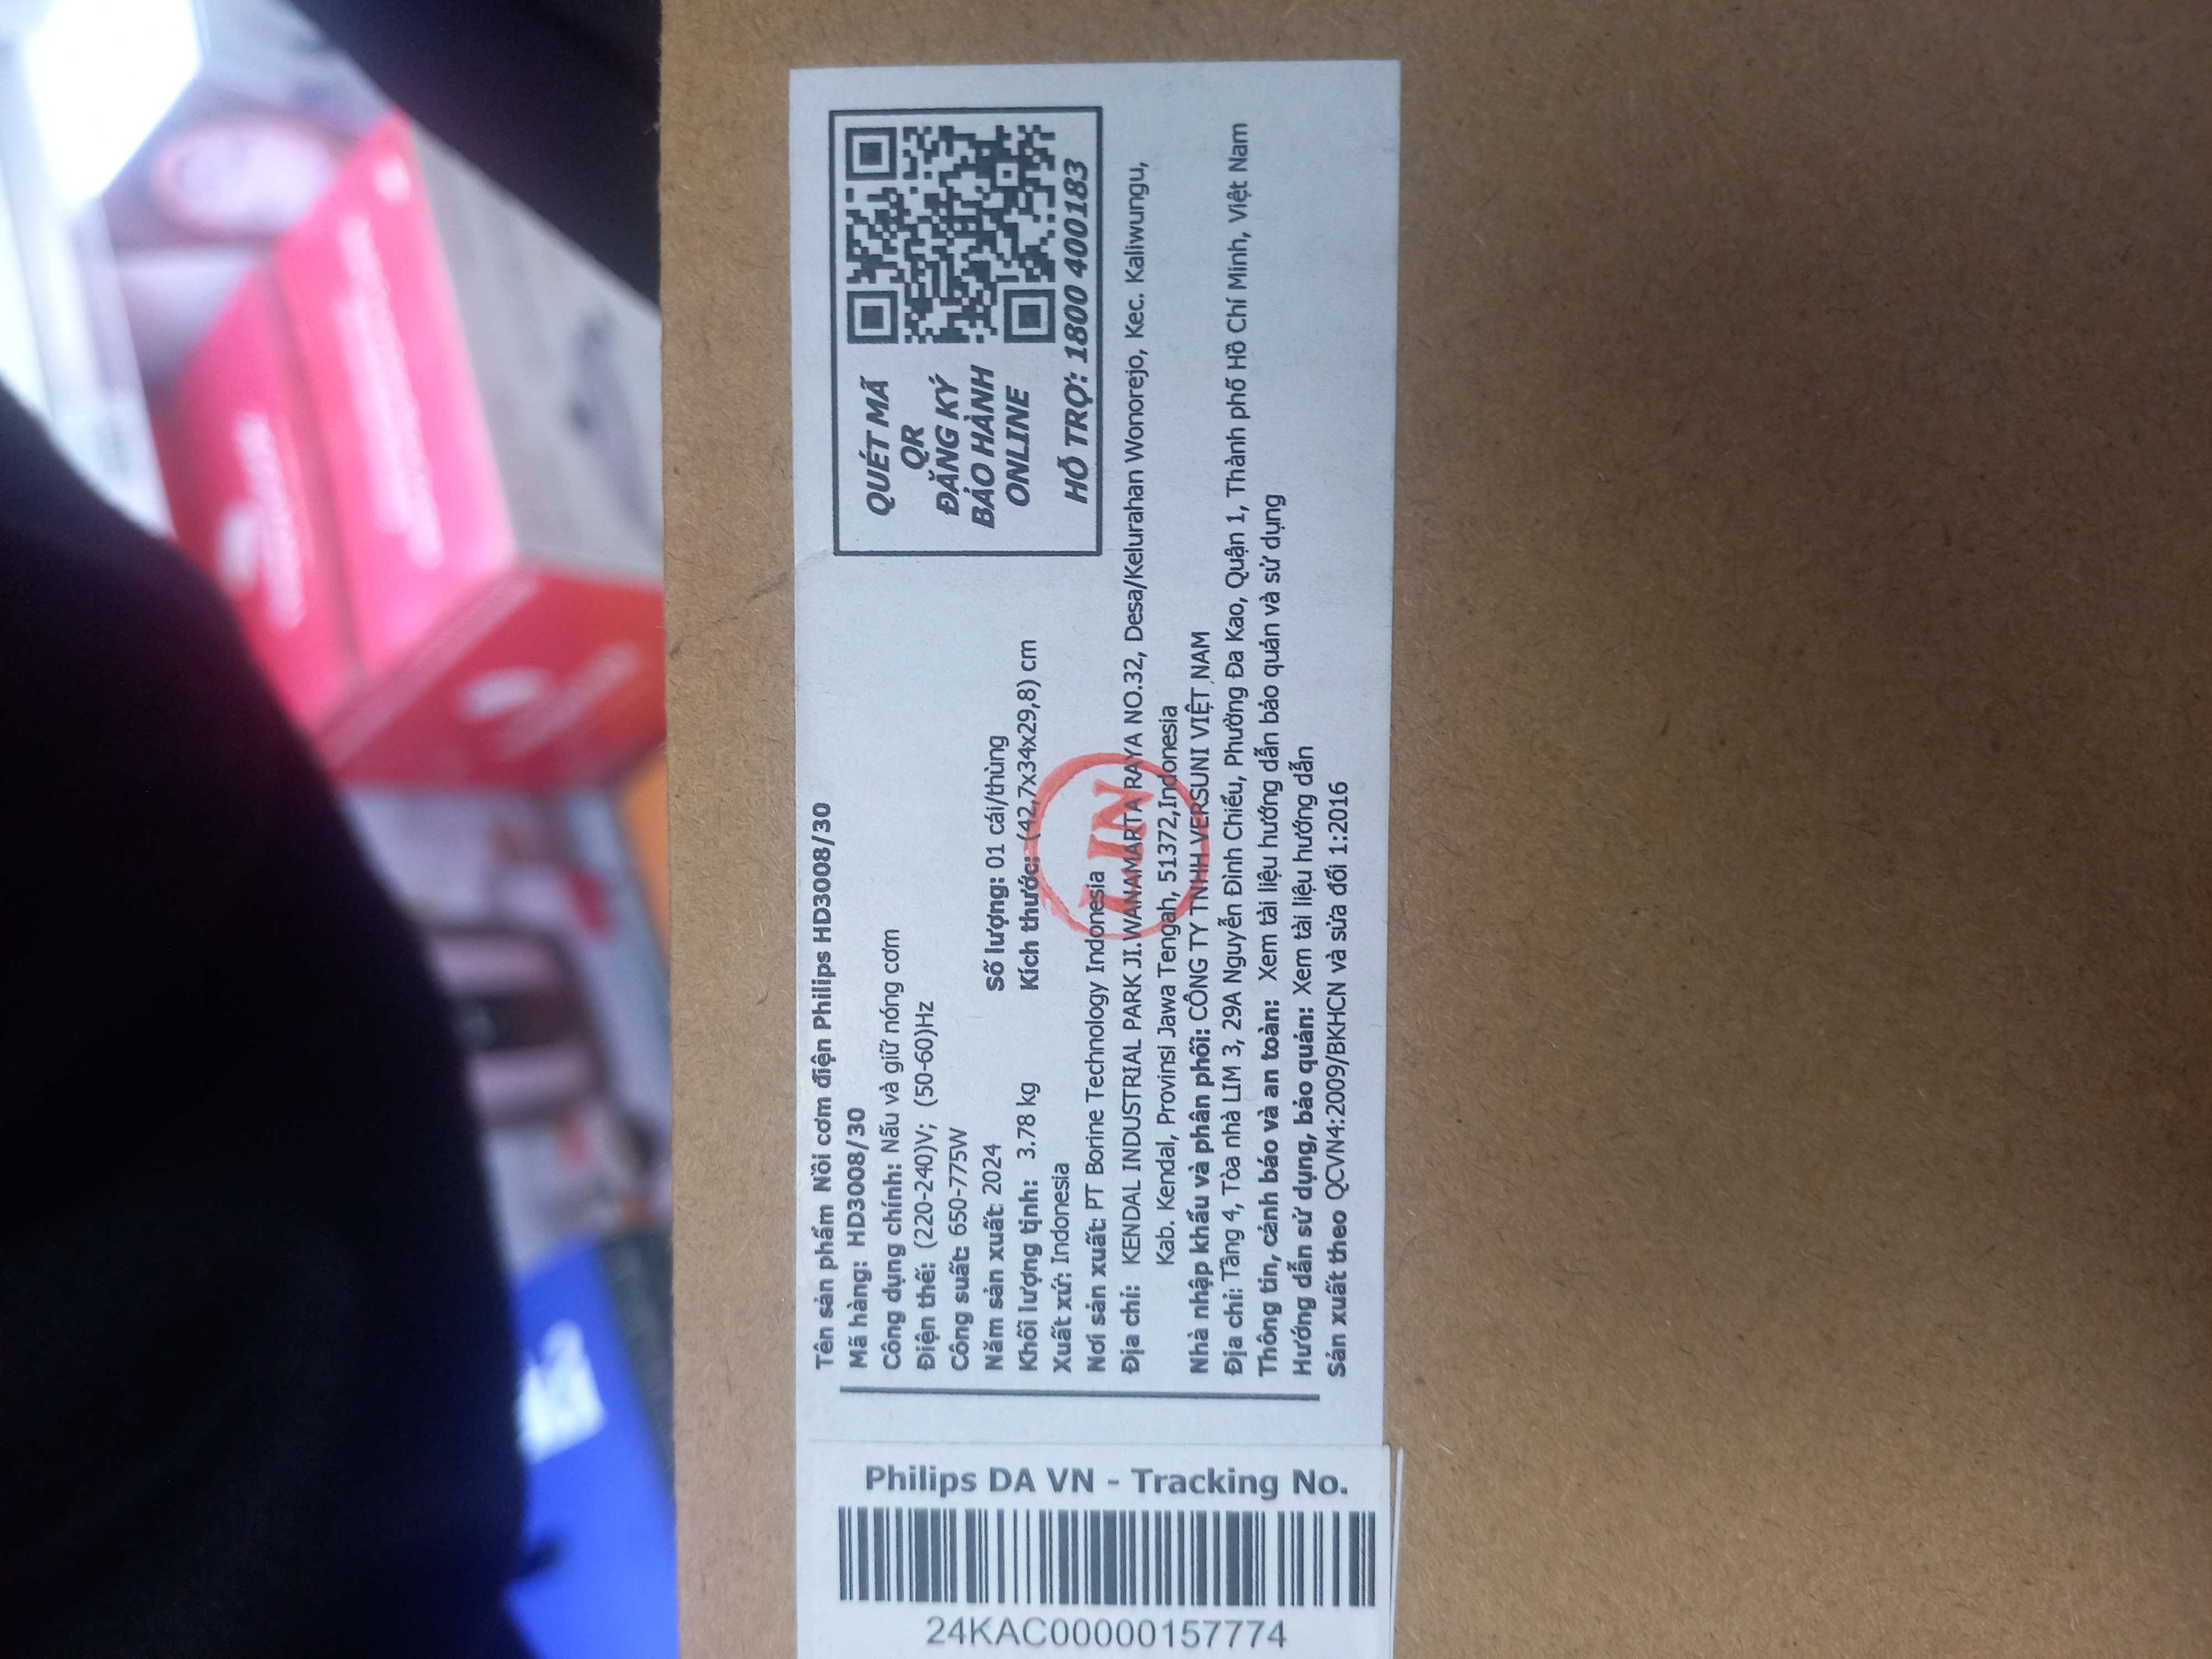 Tên sản phẩm Nồi cơm điện Philips HD3008/30
Mã hàng: HD3008/30
Công dụng chính: Nấu và giữ nóng cơm
Điện thế: (220-240)V; (50-60)Hz
Công suất: 650-775W
Năm sản xuất: 2024 Số lượng: 01 cái/thùng
Khối lượng tịnh: 3.78 kg Kích thước: (42,7x34x29,8) cm
Xuất xứ: Indonesia
Nơi sản xuất: PT Borine Technology Indonesia
Địa chỉ: KENDAL INDUSTRIAL PARK JI.WANAMARTA RAYA NO.32, Desa/Kelurahan Wonorejo, Kec. Kaliwungu,
Kab. Kendal, Provinsi Jawa Tengah, 51372,Indonesia
Nhà nhập khẩu và phân phối: CÔNG TY TNHH VERSUNI VIỆT NAM
Địa chỉ: Tầng 4, Tòa nhà LIM 3, 29A Nguyễn Đình Chiểu, Phường Đa Kao, Quận 1, Thành phố Hồ Chí Minh, Việt Nam
Thông tin, cảnh báo và an toàn: Xem tài liệu hướng dẫn bảo quản và sử dụng
Hướng dẫn sử dụng, bảo quản: Xem tài liệu hướng dẫn
Sản xuất theo QCVN4:2009/BKHCN và sửa đổi 1:2016
QUÉT MÃ
QR
ĐĂNG KÝ
BẢO HÀNH
ONLINE
HỖ TRỢ: 1800 400183
LIN
Philips DA VN - Tracking No.
24KAC0000157774